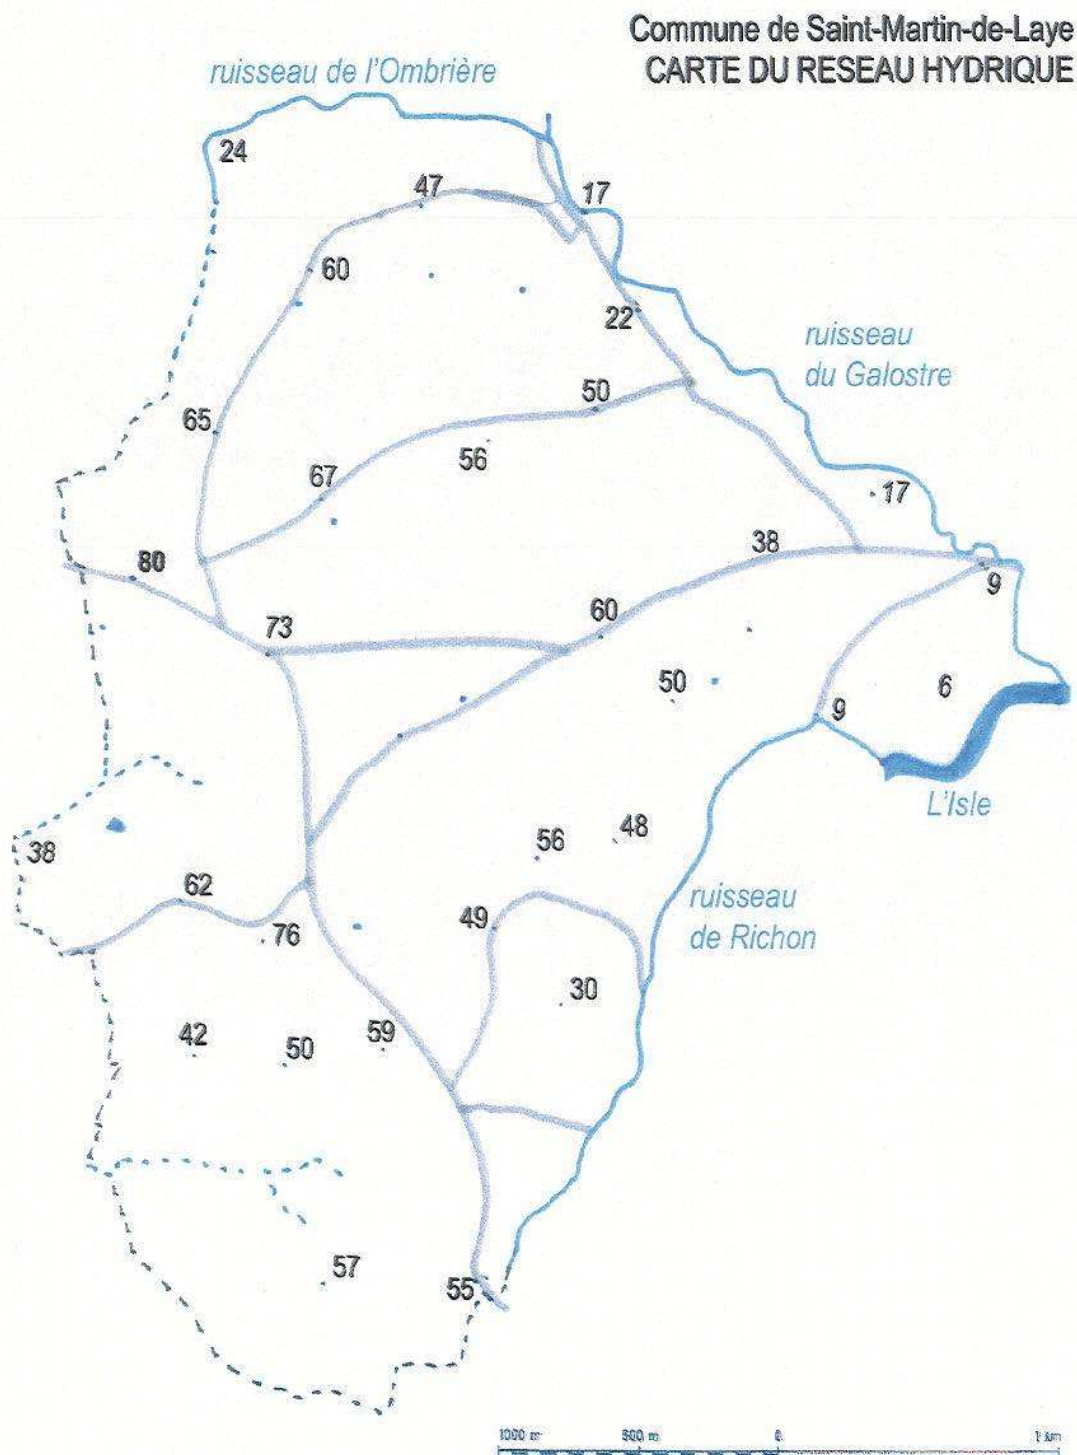 Commune de Saint-Martin-de-Laye
CARTE DU RESEAU HYDRIQUE
ruisseau de l'Ombrière
24
47
17
60
22
ruisseau
du Galostre
50
65
56
67
17
38
80
9
60
73
50
6
9
L'Isle
48
56
38
62
ruisseau
de Richon
49
76
30
42
50
59
57
55
1000 m
500 m
0
1 km